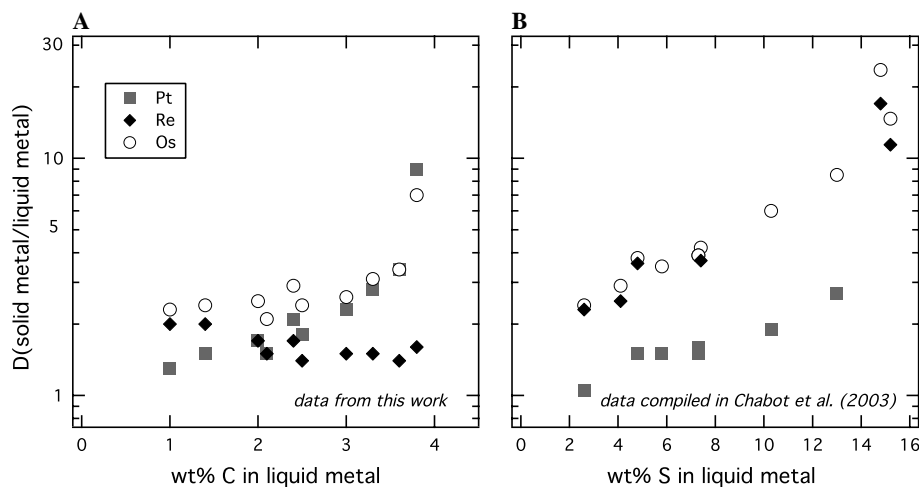 A
B
30
10
5
1
D(solid metal/liquid metal)
Pt
Re
Os
data from this work
data compiled in Chabot et al. (2003)
0 1 2 3 4
0 2 4 6 8 10 12 14 16
wt% C in liquid metal
wt% S in liquid metal